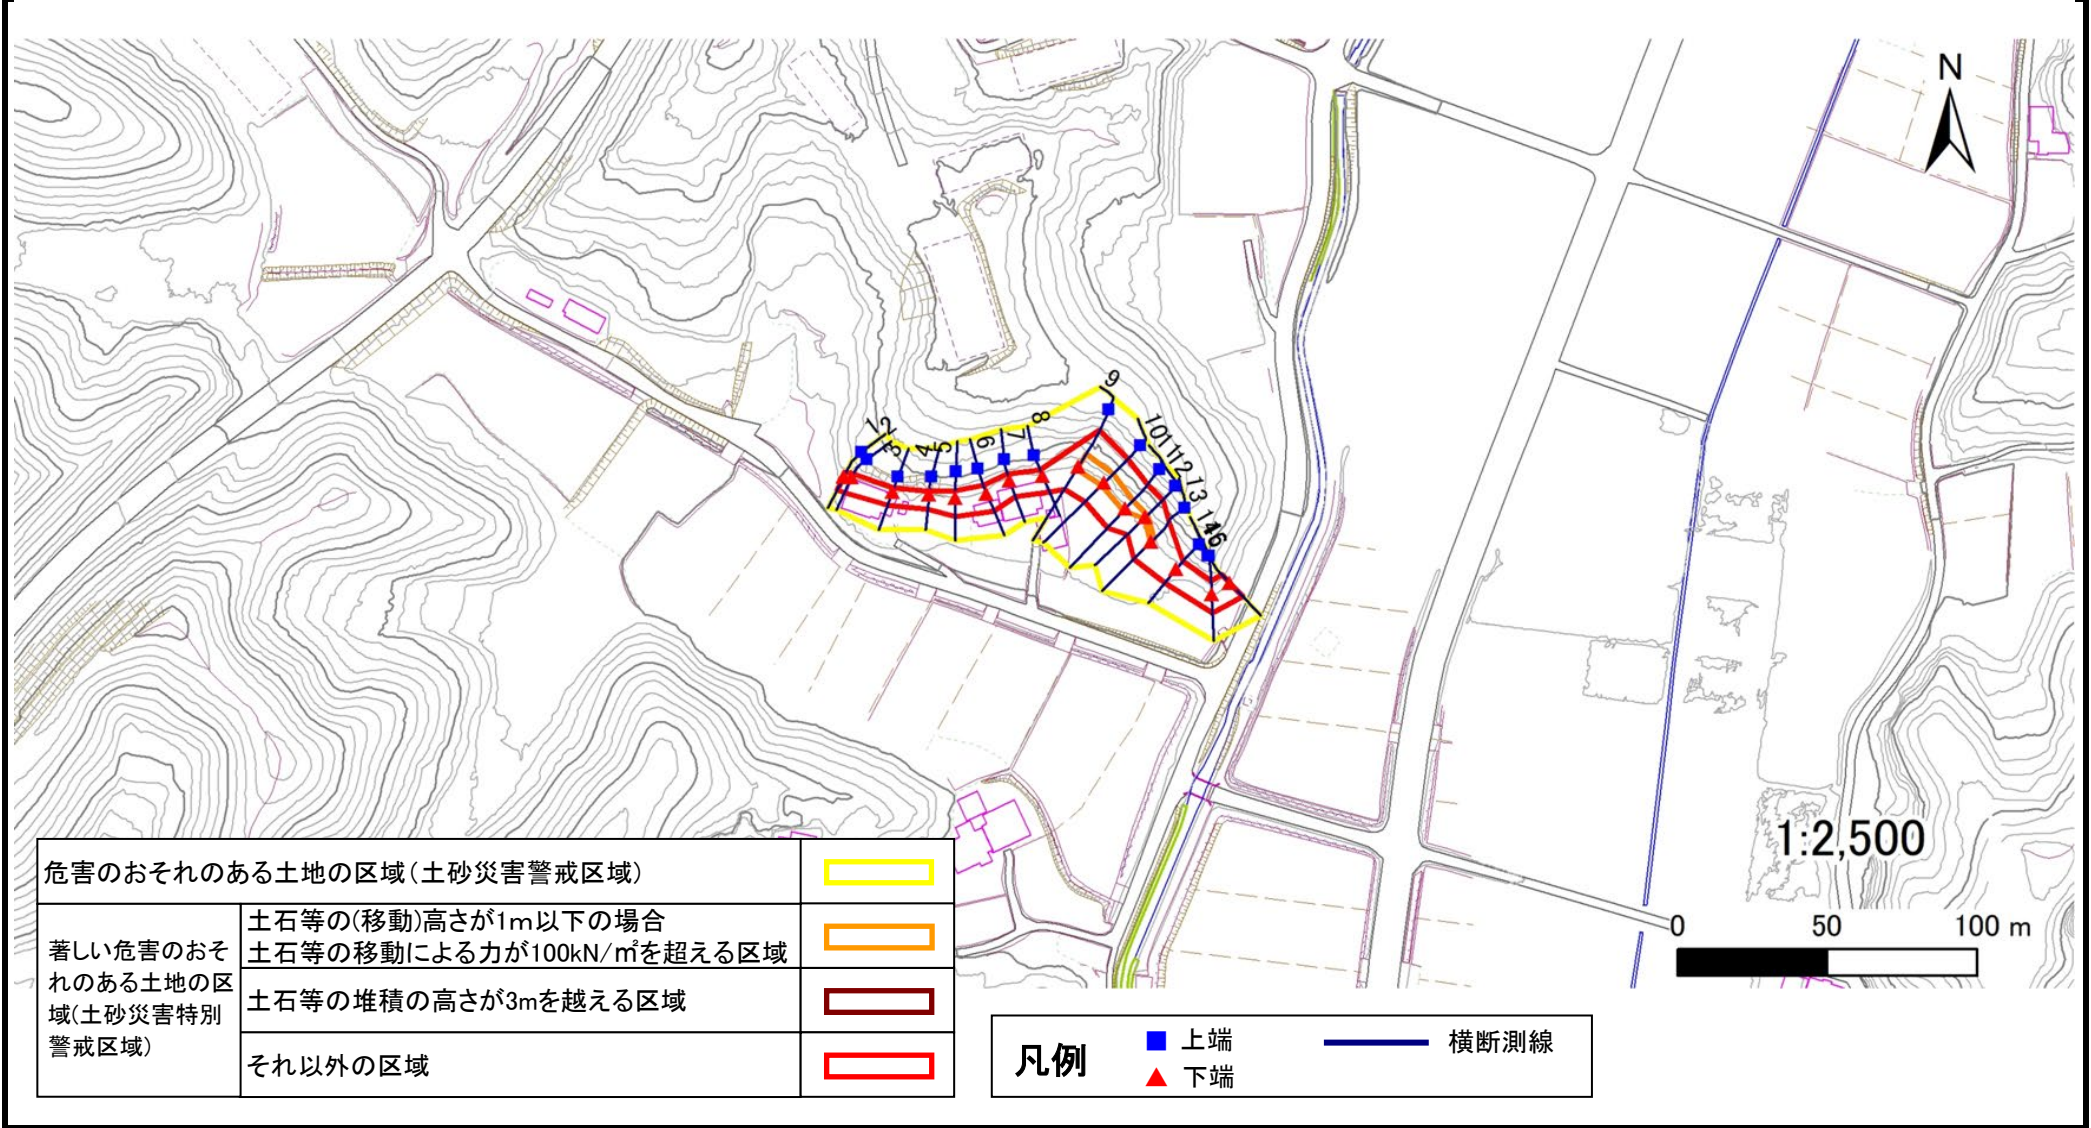 N
9
8
10
1
2
3
4
5
6
7
11
12
13
14
16
1:2,500
0 50 100 m
危害のおそれのある土地の区域(土砂災害警戒区域)
著しい危害のおそ
れのある土地の区
域(土砂災害特別
警戒区域)
土石等の(移動)高さが1m以下の場合
土石等の移動による力が100kN/㎡を超える区域
土石等の堆積の高さが3mを越える区域
それ以外の区域
凡例
上端
横断測線
下端